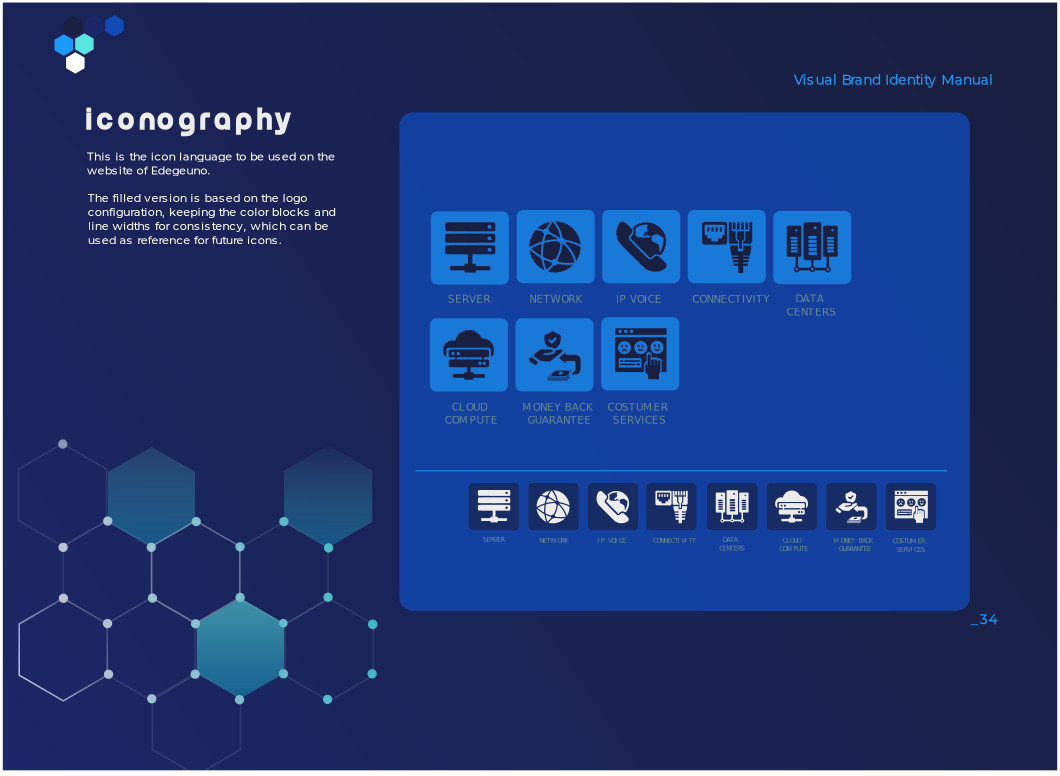 Visual Brand Identity Manual
iconography
This is the icon language to be used on the
website of Edegeuno.
The filled version is based on the logo
configuration, keeping the color blocks and
line widths for consistency, which can be
used as reference for future icons.
SERVER
NETWORK
IP VOICE
CONNECTIVITY
DATA
CENTERS
CLOUD
COMPUTE
MONEY BACK
GUARANTEE
COSTUMER
SERVICES
SERVER
NETWORK
IP VOICE
CONNECTIVITY
DATA
CENTERS
CLOUD
COMPUTE
MONEY BACK
GUARANTEE
COSTUMER
SERVICES
_34